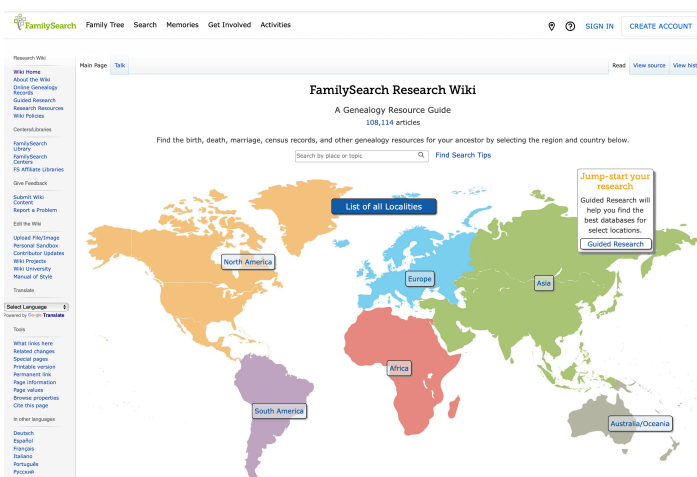 FamilySearch
Family Tree Search Memories Get Involved Activities
SIGN IN
CREATE ACCOUNT
Research Wiki
Wiki Home
About the Wiki
Online Genealogy
Records
Guided Research
Research Resources
Wiki Policies
Centers/Libraries
FamilySearch
Library
FamilySearch
Centers
FS Affiliate Libraries
Give Feedback
Submit Wiki
Content
Report a Problem
Edit the Wiki
Upload File/Image
Personal Sandbox
Contributor Updates
Wiki Projects
Wiki University
Manual of Style
Translate
Select Language
Powered by Google Translate
Tools
What links here
Related changes
Special pages
Printable version
Permanent link
Page information
Page values
Browse properties
Cite this page
In other languages
Deutsch
Español
Français
Italiano
Português
Русский
Main Page Talk
Read View source View hist
FamilySearch Research Wiki
A Genealogy Resource Guide
108,114 articles
Find the birth, death, marriage, census records, and other genealogy resources for your ancestor by selecting the region and country below.
Search by place or topic
Find Search Tips
Jump-start your
research
Guided Research will
help you find the
best databases for
select locations.
Guided Research
List of all Localities
North America
Europe
Asia
Africa
South America
Australia/Oceania